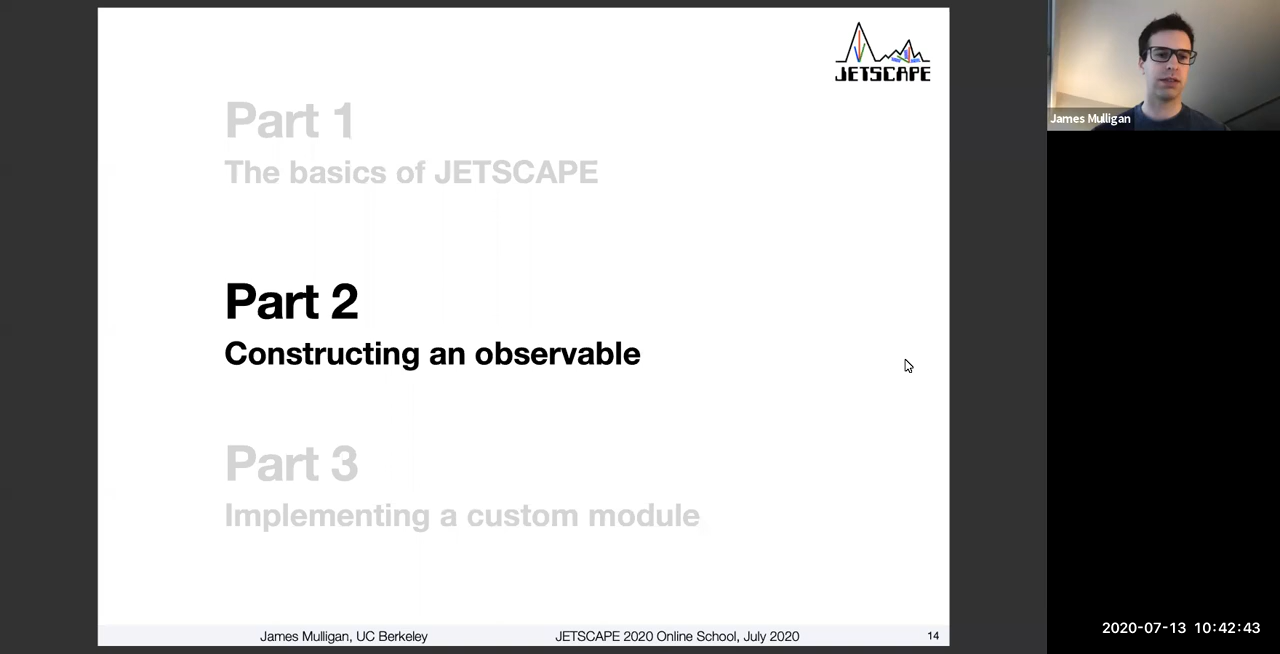 JETSCAPE
Part 1
The basics of JETSCAPE
Part 2
Constructing an observable
Part 3
Implementing a custom module
James Mulligan, UC Berkeley
JETSCAPE 2020 Online School, July 2020
14
James Mulligan
2020-07-13 10:42:43